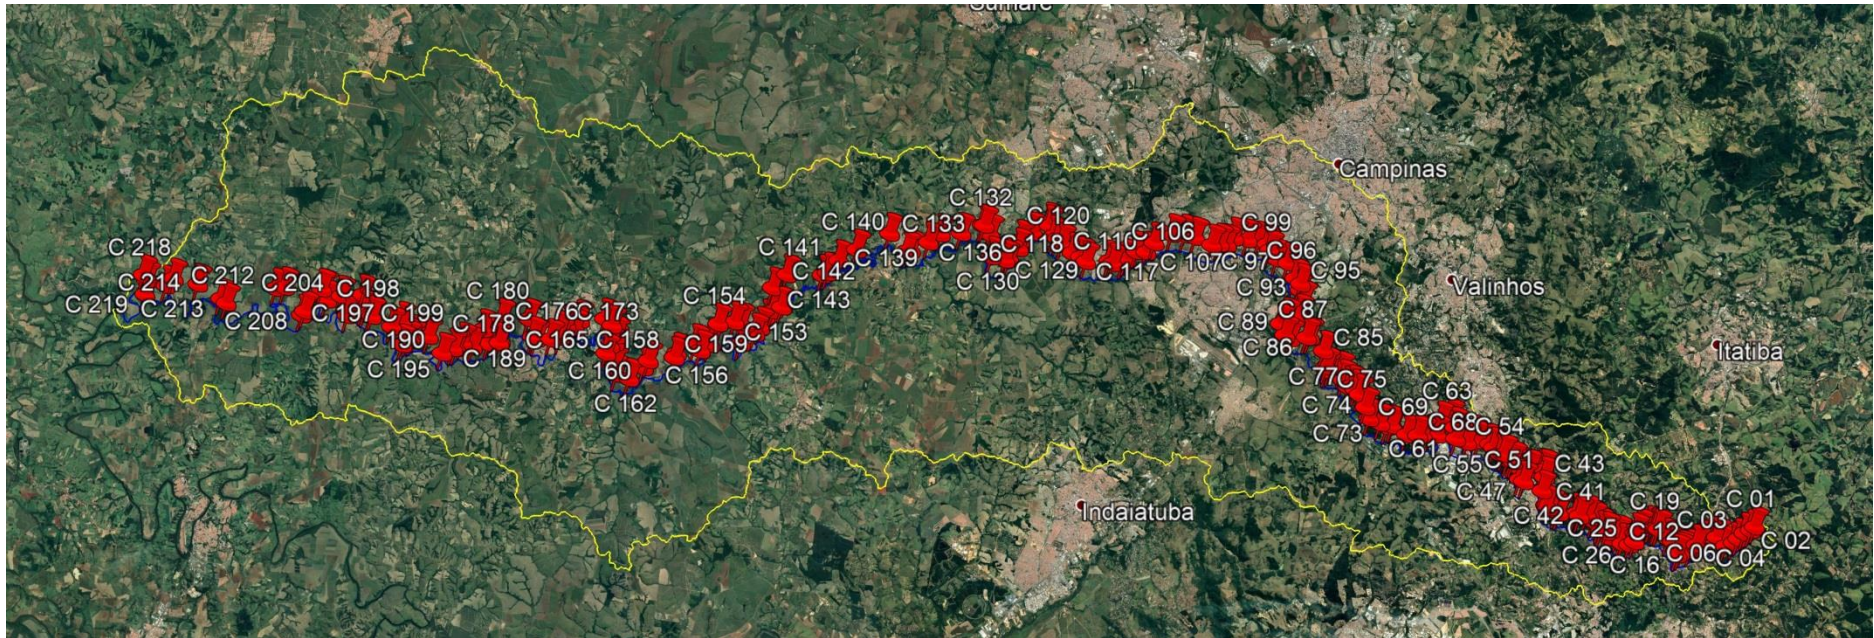 Sumaré
Campinas
Valinhos
Itatiba
Indaiatuba
C 218
C 214
C 219
C 213
C 212
C 208
C 204
C 198
C 197
C 199
C 190
C 195
C 180
C 178
C 189
C 176
C 165
C 173
C 158
C 160
C 162
C 154
C 159
C 156
C 153
C 141
C 142
C 143
C 140
C 139
C 133
C 132
C 136
C 130
C 118
C 129
C 120
C 110
C 117
C 106
C 107
C 99
C 97
C 96
C 95
C 93
C 87
C 89
C 86
C 85
C 77
C 75
C 74
C 73
C 69
C 63
C 68
C 61
C 54
C 55
C 51
C 47
C 43
C 41
C 42
C 25
C 26
C 19
C 12
C 16
C 03
C 06
C 01
C 02
C 04